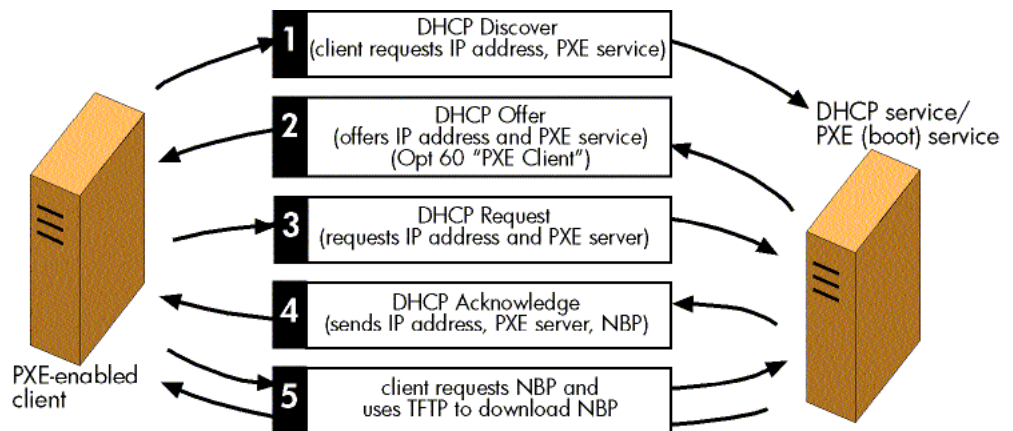 1
DHCP Discover
(client requests IP address, PXE service)
DHCP service/
PXE (boot) service
2
DHCP Offer
(offers IP address and PXE service)
(Opt 60 “PXE Client”)
3
DHCP Request
(requests IP address and PXE server)
4
DHCP Acknowledge
(sends IP address, PXE server, NBP)
PXE-enabled
client
5
client requests NBP and
uses TFTP to download NBP